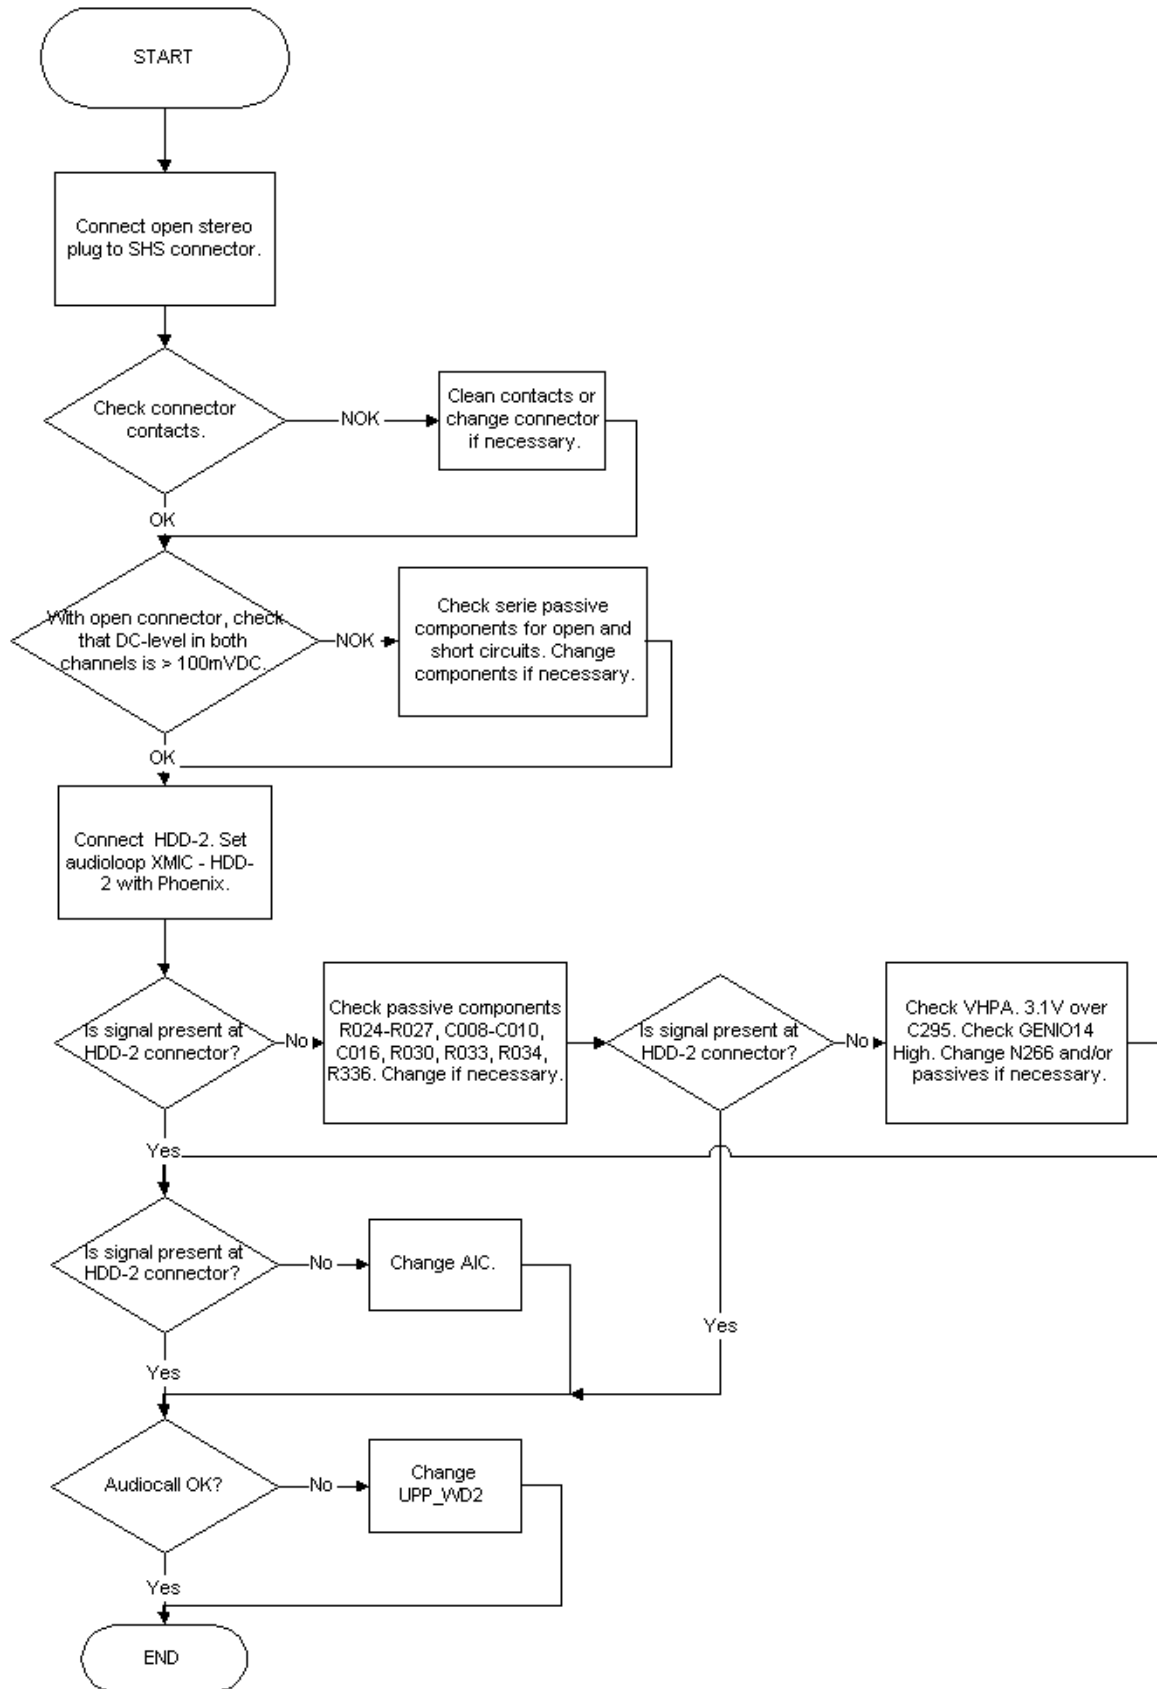 START
Connect open stereo
plug to SHS connector.
Check connector
contacts.
NOK
Clean contacts or
change connector
if necessary.
OK
With open connector, check
that DC-level in both
channels is > 100mVDC.
NOK
Check serie passive
components for open and
short circuits. Change
components if necessary.
OK
Connect HDD-2. Set
audioloop XMIC - HDD-
2 with Phoenix.
Is signal present at
HDD-2 connector?
No
Check passive components
R024-R027, C008-C010,
C016, R030, R033, R034,
R336. Change if necessary.
Is signal present at
HDD-2 connector?
No
Check VHPA. 3.1V over
C295. Check GENIO14
High. Change N266 and/or
passives if necessary.
Yes
Is signal present at
HDD-2 connector?
No
Change AIC.
Yes
Yes
Audiocall OK?
No
Change
UPP_WD2
Yes
END